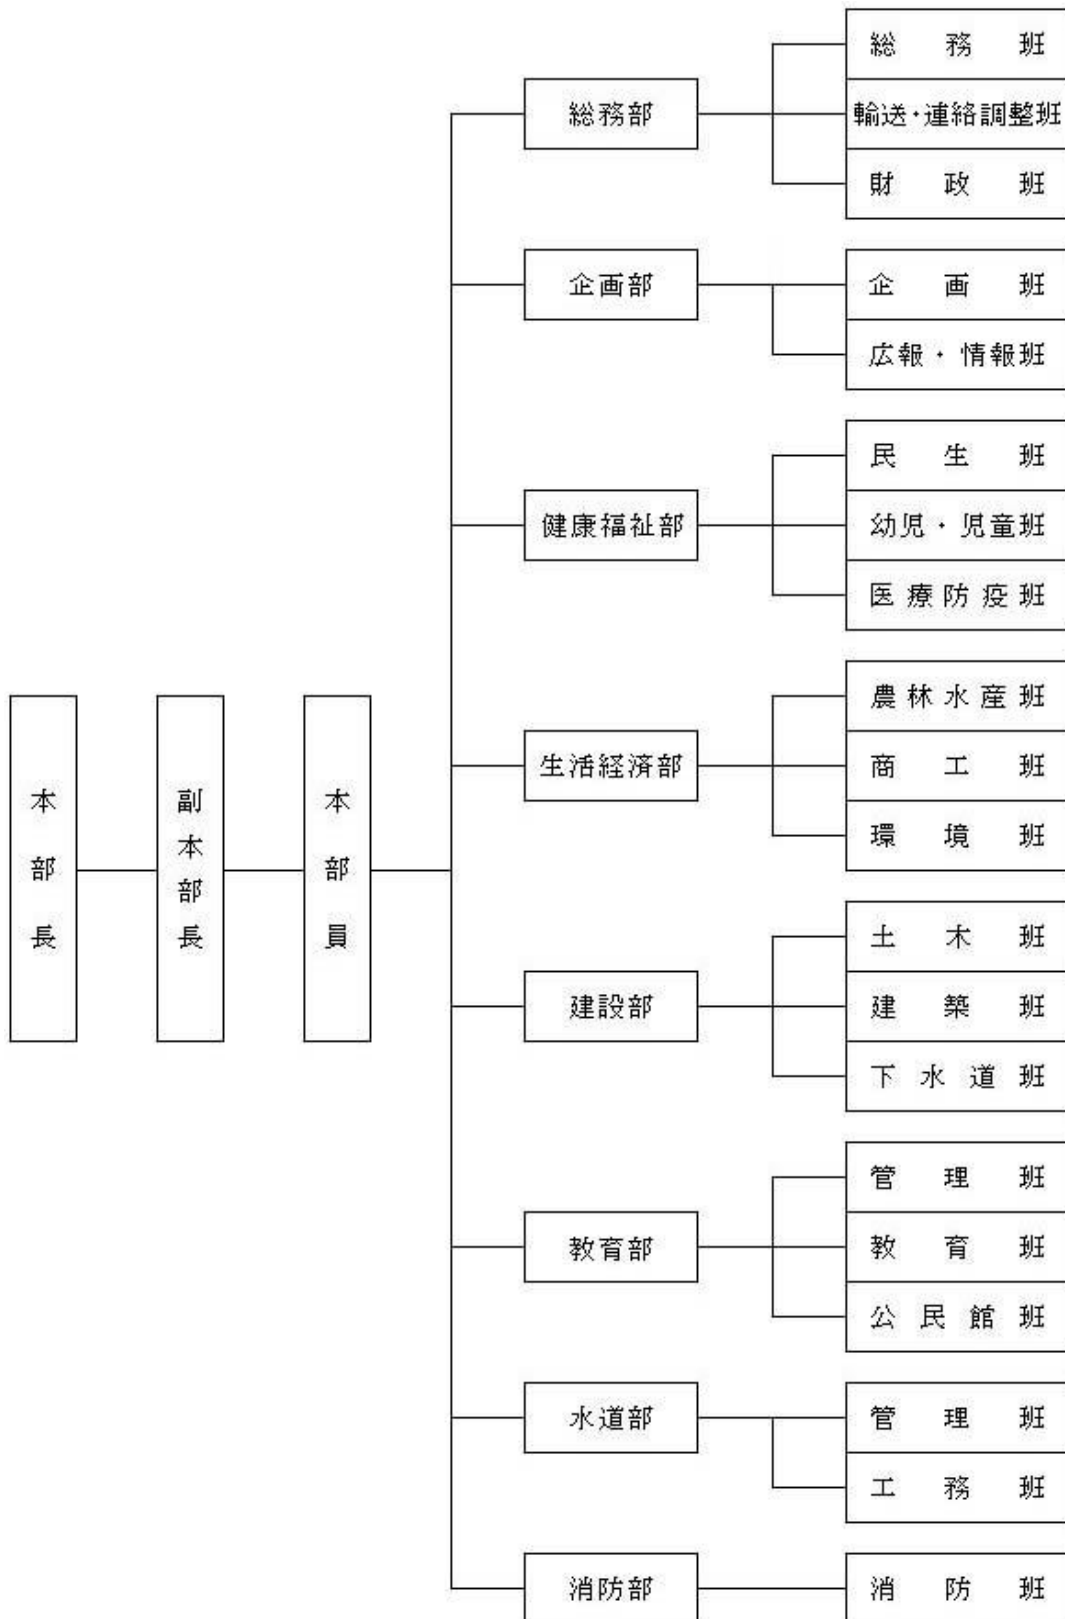 本部長
副本部長
本部員
総務部
総務班
輸送・連絡調整班
財政班
企画部
企画班
広報・情報班
健康福祉部
民生班
幼児・児童班
医療防疫班
生活経済部
農林水産班
商工班
環境班
建設部
土木班
建築班
下水道班
教育部
管理班
教育班
公民館班
水道部
管理班
工務班
消防部
消防班